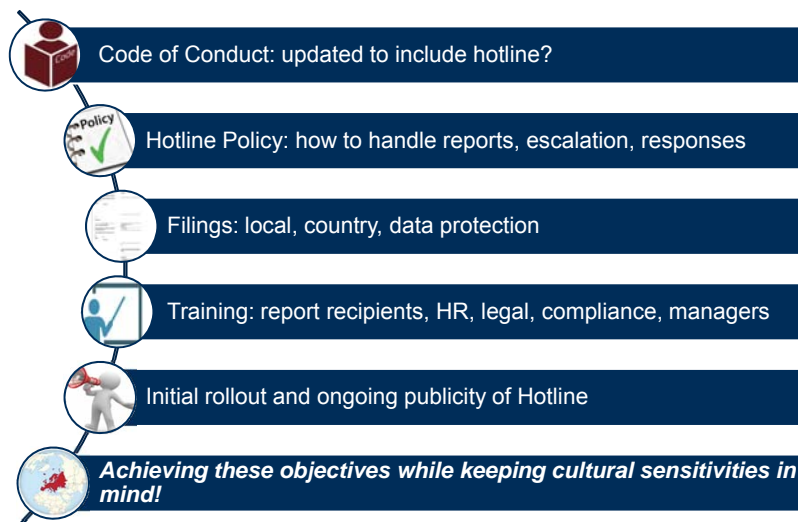 Code
Code of Conduct: updated to include hotline?
Policy
Hotline Policy: how to handle reports, escalation, responses
Filings: local, country, data protection
Training: report recipients, HR, legal, compliance, managers
Initial rollout and ongoing publicity of Hotline
Achieving these objectives while keeping cultural sensitivities in
mind!